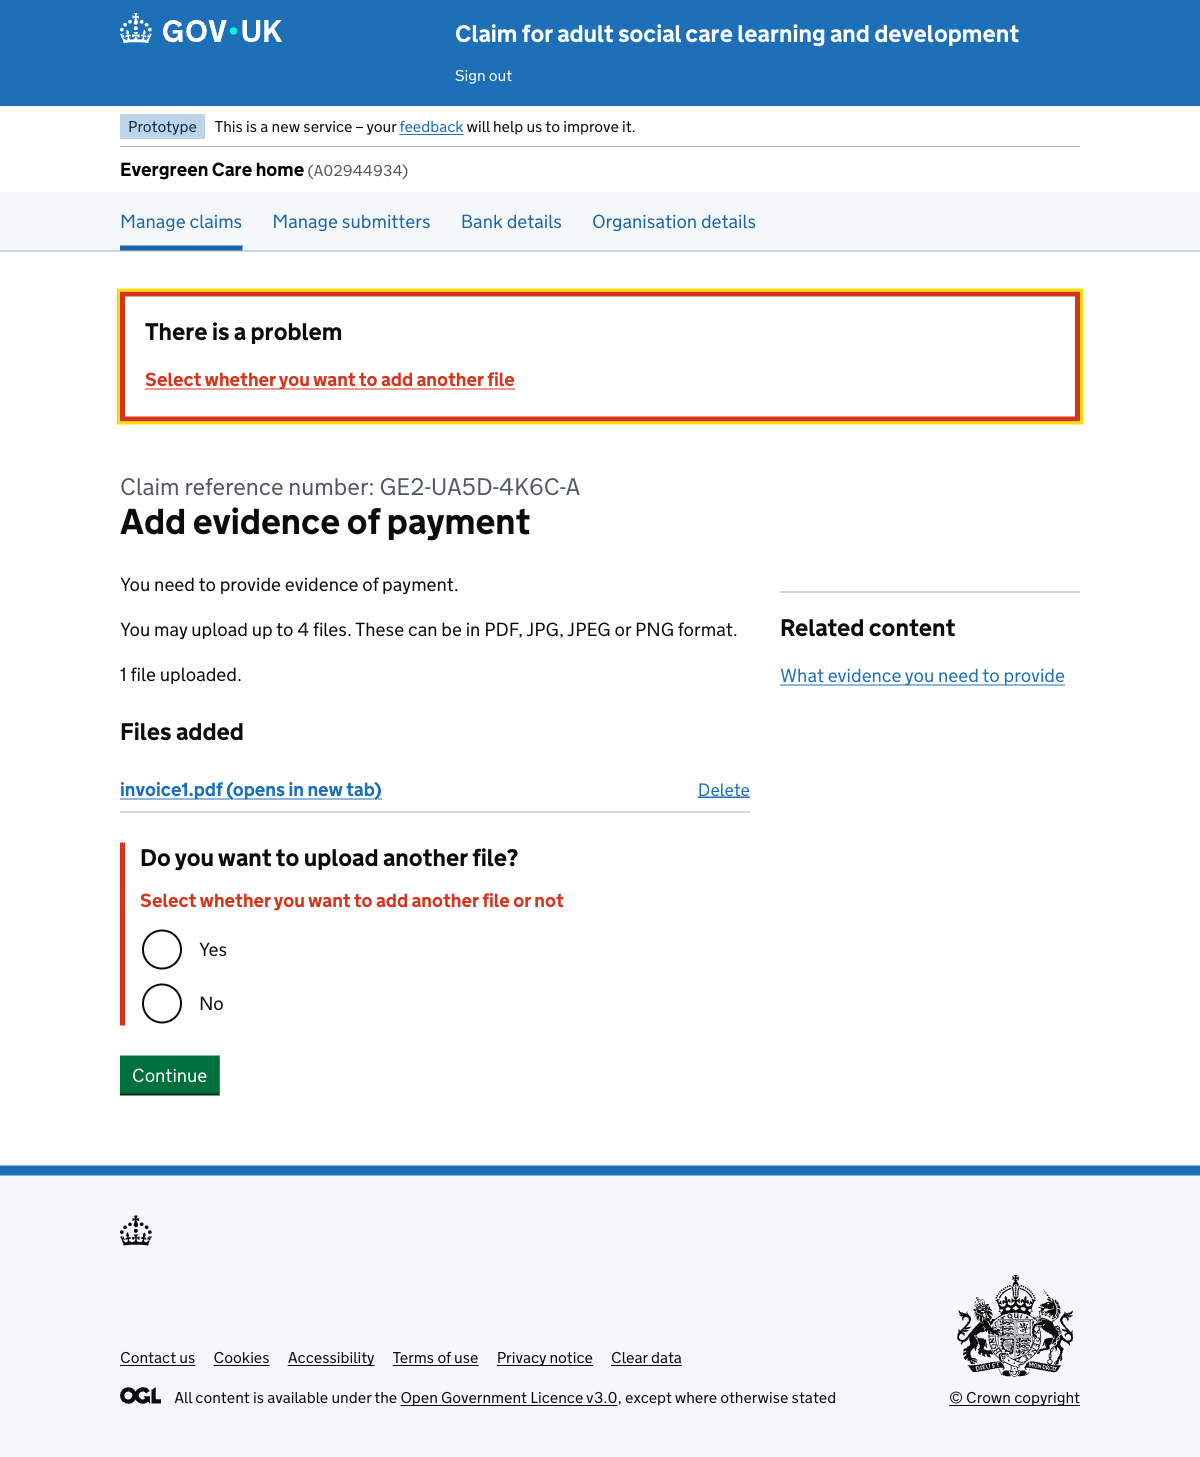 GOV·UK
Claim for adult social care learning and development
Sign out
Prototype This is a new service – your feedback will help us to improve it.
Evergreen Care home (A02944934)
Manage claims Manage submitters Bank details Organisation details
There is a problem
Select whether you want to add another file
Claim reference number: GE2-UA5D-4K6C-A
Add evidence of payment
You need to provide evidence of payment.
You may upload up to 4 files. These can be in PDF, JPG, JPEG or PNG format.
1 file uploaded.
Related content
What evidence you need to provide
Files added
invoice1.pdf (opens in new tab) Delete
Do you want to upload another file?
Select whether you want to add another file or not
Yes
No
Continue
Contact us Cookies Accessibility Terms of use Privacy notice Clear data
OGL All content is available under the Open Government Licence v3.0, except where otherwise stated
© Crown copyright